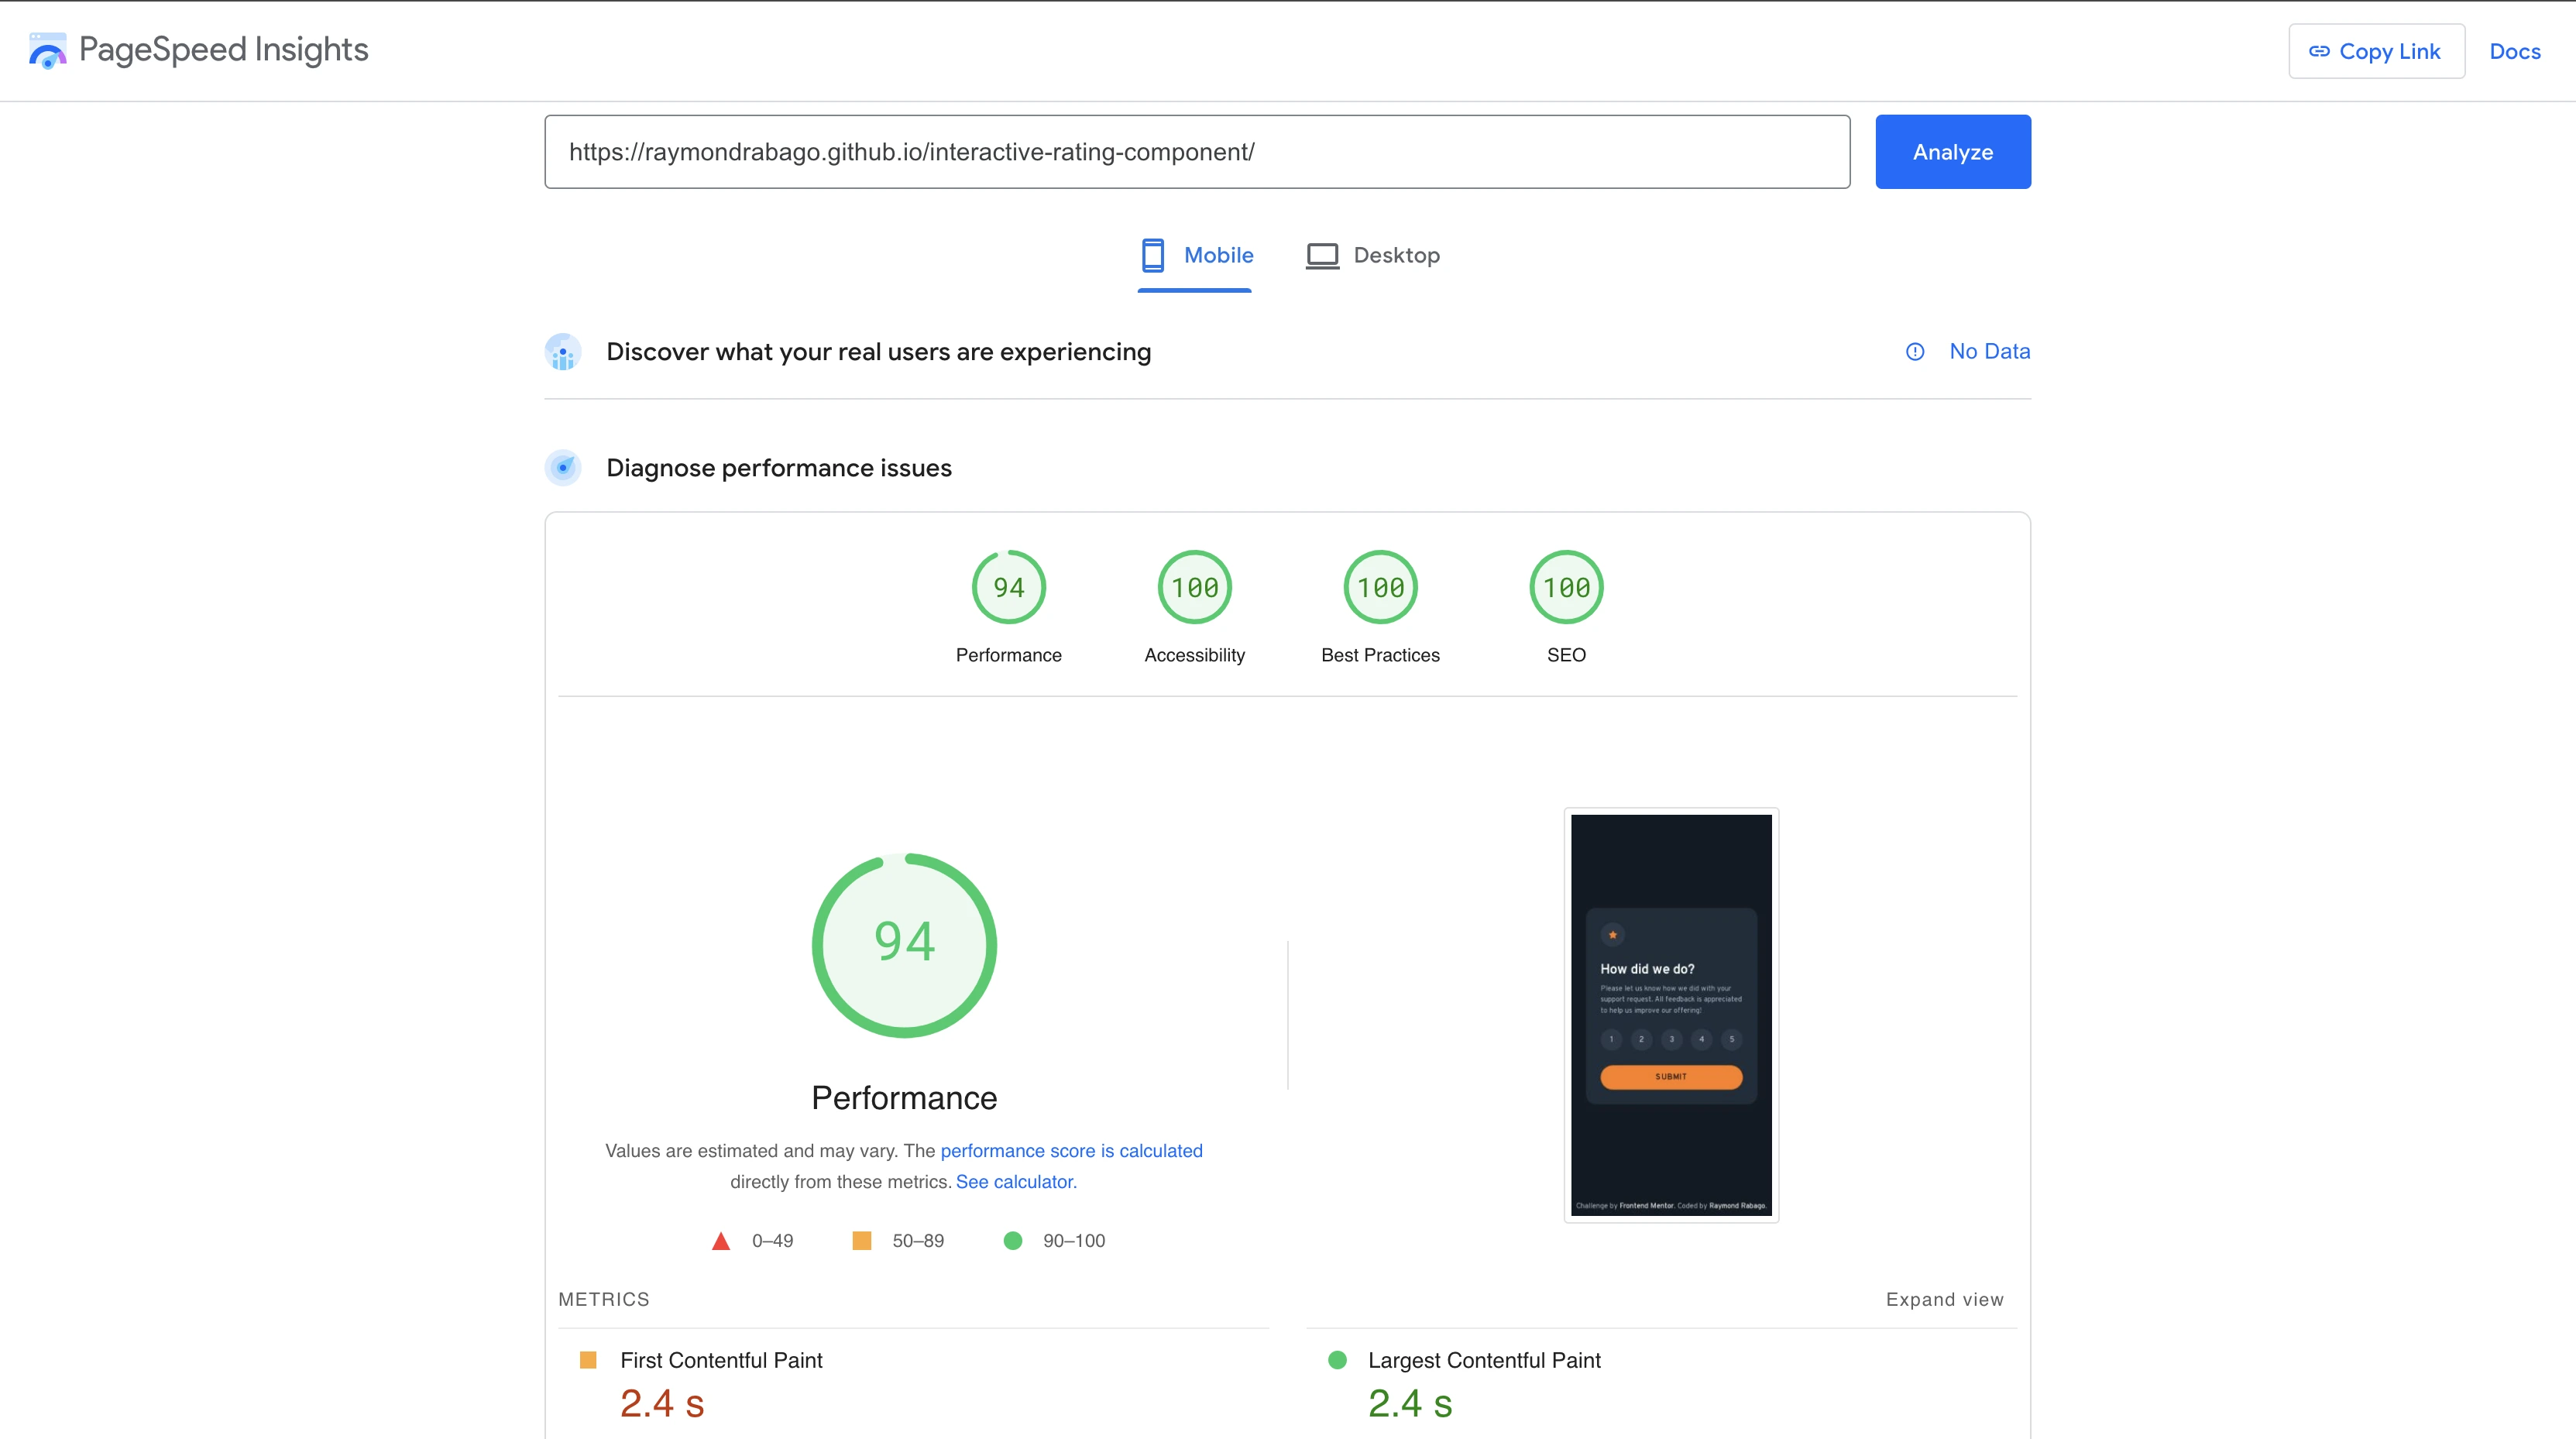 PageSpeed Insights
Copy Link
Docs
https://raymondrabago.github.io/interactive-rating-component/
Analyze
Mobile
Desktop
Discover what your real users are experiencing
No Data
Diagnose performance issues
94
100
100
100
Performance
Accessibility
Best Practices
SEO
94
Performance
Values are estimated and may vary. The performance score is calculated
directly from these metrics. See calculator.
0–49
50–89
90–100
How did we do?
Please let us know how we did with your
support request. All feedback is appreciated
to help us improve our offering!
1 2 3 4 5
SUBMIT
Challenge by Frontend Mentor. Coded by Raymond Rabago.
METRICS
Expand view
First Contentful Paint
2.4 s
Largest Contentful Paint
2.4 s